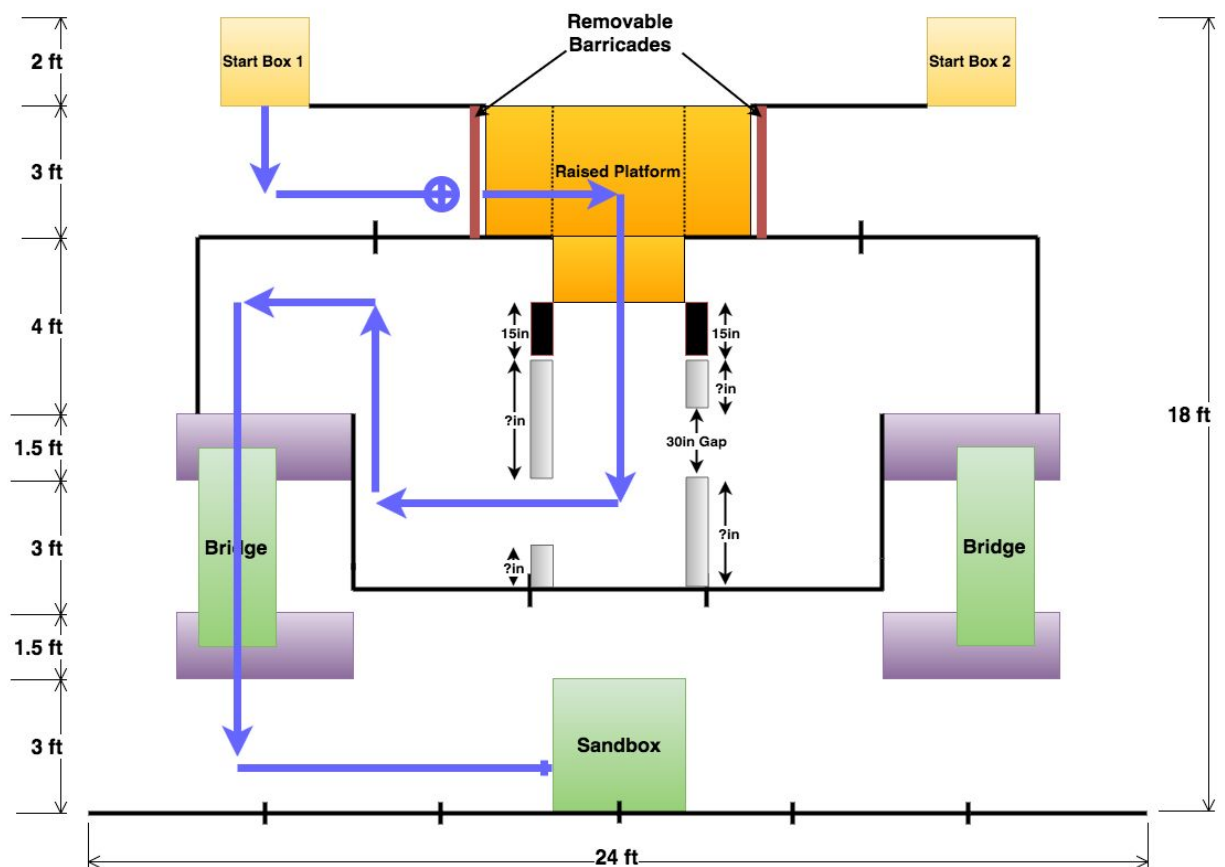 Removable
Barricades
Start Box 1
Start Box 2
2 ft
3 ft
Raised Platform
4 ft
15in
15in
?in
?in
30in Gap
18 ft
1.5 ft
?in
3 ft
Bridge
Bridge
?in
1.5 ft
3 ft
Sandbox
24 ft